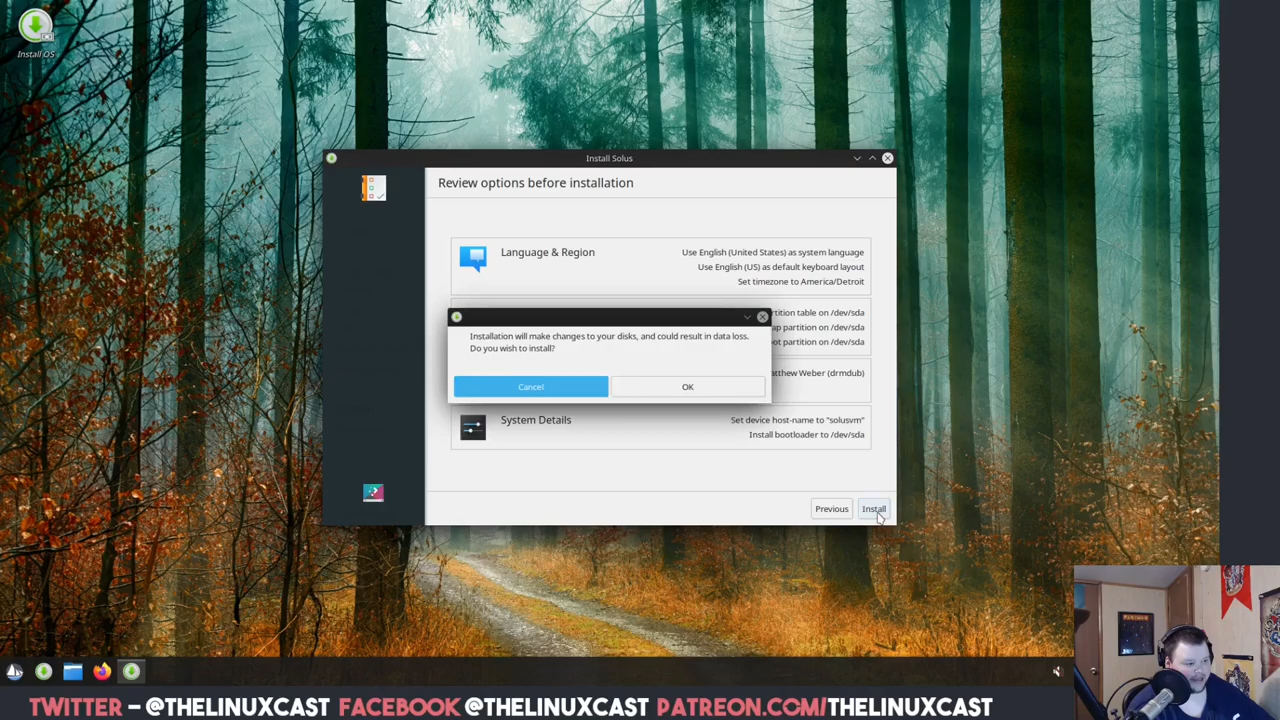 Install OS
Install Solus
Review options before installation
Language & Region
Use English (United States) as system language
Use English (US) as default keyboard layout
Set timezone to America/Detroit
Installation will make changes to your disks, and could result in data loss.
Do you wish to install?
Cancel
OK
partition table on /dev/sda
partition on /dev/sda
partition on /dev/sda
Weber (drmdub)
System Details
Set device host-name to "solusvm"
Install bootloader to /dev/sda
Previous
Install
TWITTER – @THELINUXCAST FACEBOOK @THELINUXCAST PATREON.COM/THELINUXCAST